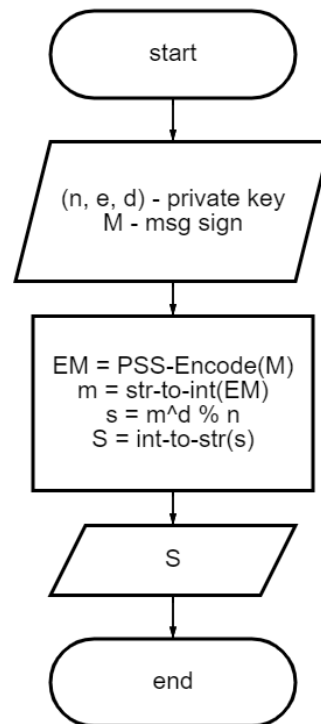 start
(n, e, d) - private key
M - msg sign
EM = PSS-Encode(M)
m = str-to-int(EM)
s = m^d % n
S = int-to-str(s)
S
end